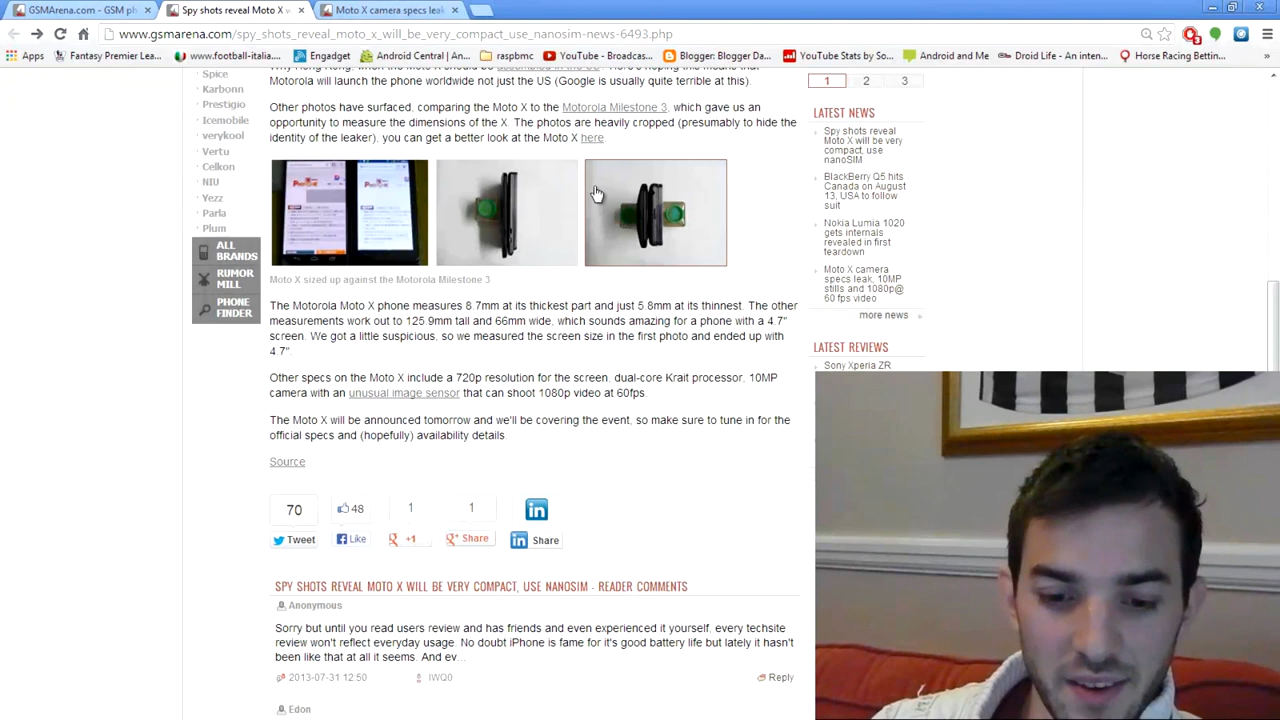 GSMArena.com - GSM ph
Spy shots reveal Moto X w
Moto X camera specs leak
www.gsmarena.com/spy_shots_reveal_moto_x_will_be_very_compact_use_nanosim-news-6493.php
Fantasy Premier Lea...
www.football-italia...
Engadget
Android Central | An...
raspbmc
YouTube
Blogger: Blogger Da...
YouTube Stats by So...
Android and Me
Droid Life - An inten...
Horse Racing Bettin...
Spice
Karbonn
Prestigio
Icemobile
verykool
Vertu
Celkon
NIU
Yezz
Parla
Plum
ALL BRANDS
RUMOR MILL
PHONE FINDER
Motorola will launch the phone worldwide not just the US (Google is usually quite terrible at this).
Other photos have surfaced, comparing the Moto X to the Motorola Milestone 3, which gave us an
opportunity to measure the dimensions of the X. The photos are heavily cropped (presumably to hide the
identity of the leaker), you can get a better look at the Moto X here.
Moto X sized up against the Motorola Milestone 3
The Motorola Moto X phone measures 8.7mm at its thickest part and just 5.8mm at its thinnest. The other
measurements work out to 125.9mm tall and 66mm wide, which sounds amazing for a phone with a 4.7"
screen. We got a little suspicious, so we measured the screen size in the first photo and ended up with
4.7".
Other specs on the Moto X include a 720p resolution for the screen, dual-core Krait processor, 10MP
camera with an unusual image sensor that can shoot 1080p video at 60fps.
The Moto X will be announced tomorrow and we'll be covering the event, so make sure to tune in for the
official specs and (hopefully) availability details.
Source
70
48
1
1
Tweet
Like
+1
Share
Share
SPY SHOTS REVEAL MOTO X WILL BE VERY COMPACT, USE NANOSIM - READER COMMENTS
Anonymous
Sorry but until you read users review and has friends and even experienced it yourself, every techsite
review won't reflect everyday usage. No doubt iPhone is fame for it's good battery life but lately it hasn't
been like that at all it seems. And ev...
2013-07-31 12:50
IWQ0
Reply
Edon
1
2
3
LATEST NEWS
Spy shots reveal
Moto X will be very
compact, use
nanoSIM
BlackBerry Q5 hits
Canada on August
13, USA to follow
suit
Nokia Lumia 1020
gets internals
revealed in first
teardown
Moto X camera
specs leak, 10MP
stills and 1080p@
60 fps video
more news
LATEST REVIEWS
Sony Xperia ZR